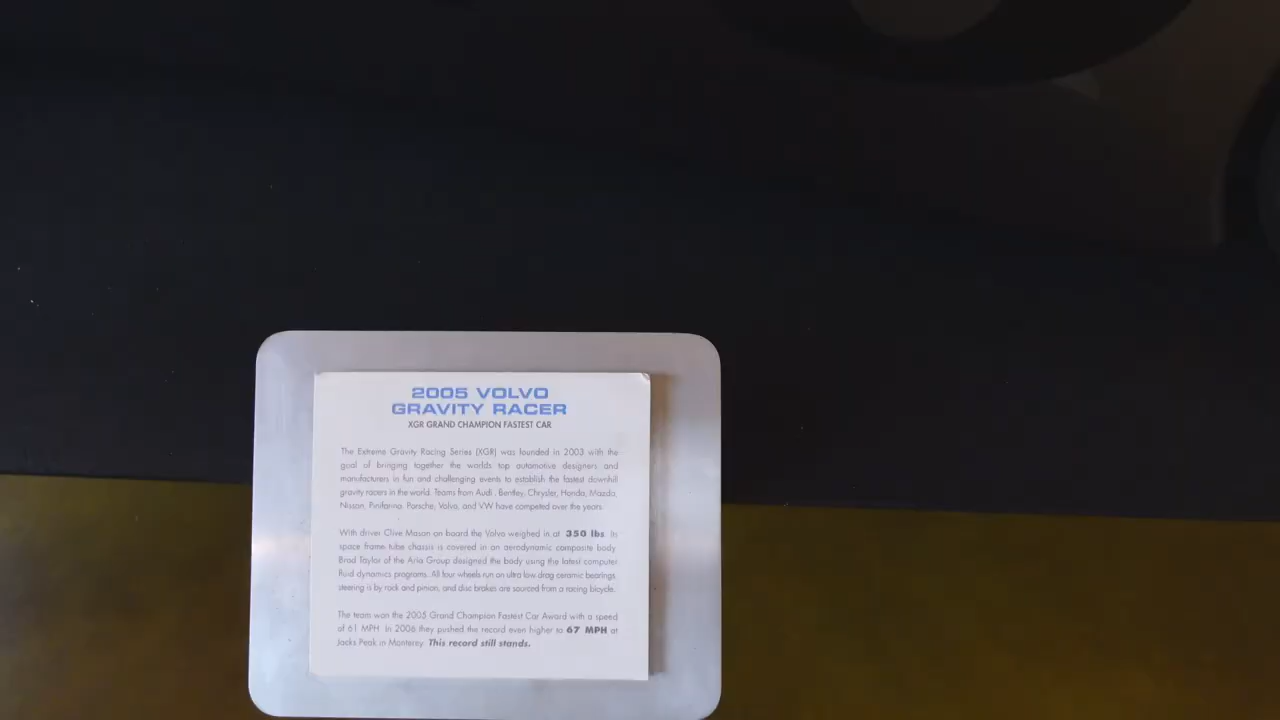 2005 VOLVO
GRAVITY RACER
XGR GRAND CHAMPION FASTEST CAR
The Extreme Gravity Racing Series (XGR) was founded in 2003 with the
goal of bringing together the worlds top automotive designers and
manufacturers in fun and challenging events to establish the fastest downhill
gravity racers in the world. Teams from Audi, Bentley, Chrysler, Honda, Mazda,
Nissan, Pinifarina, Porsche, Volvo, and VW have competed over the years.
With driver Clive Mason on board the Volvo weighed in at 350 lbs. Its
space frame tube chassis is covered in an aerodynamic composite body.
Brad Taylor of the Aria Group designed the body using the latest computer
fluid dynamics programs. All four wheels run on ultra low drag ceramic bearings,
steering is by rack and pinion, and disc brakes are sourced from a racing bicycle.
The team won the 2005 Grand Champion Fastest Car Award with a speed
of 61 MPH. In 2006 they pushed the record even higher to 67 MPH at
Jacks Peak in Monterey. This record still stands.